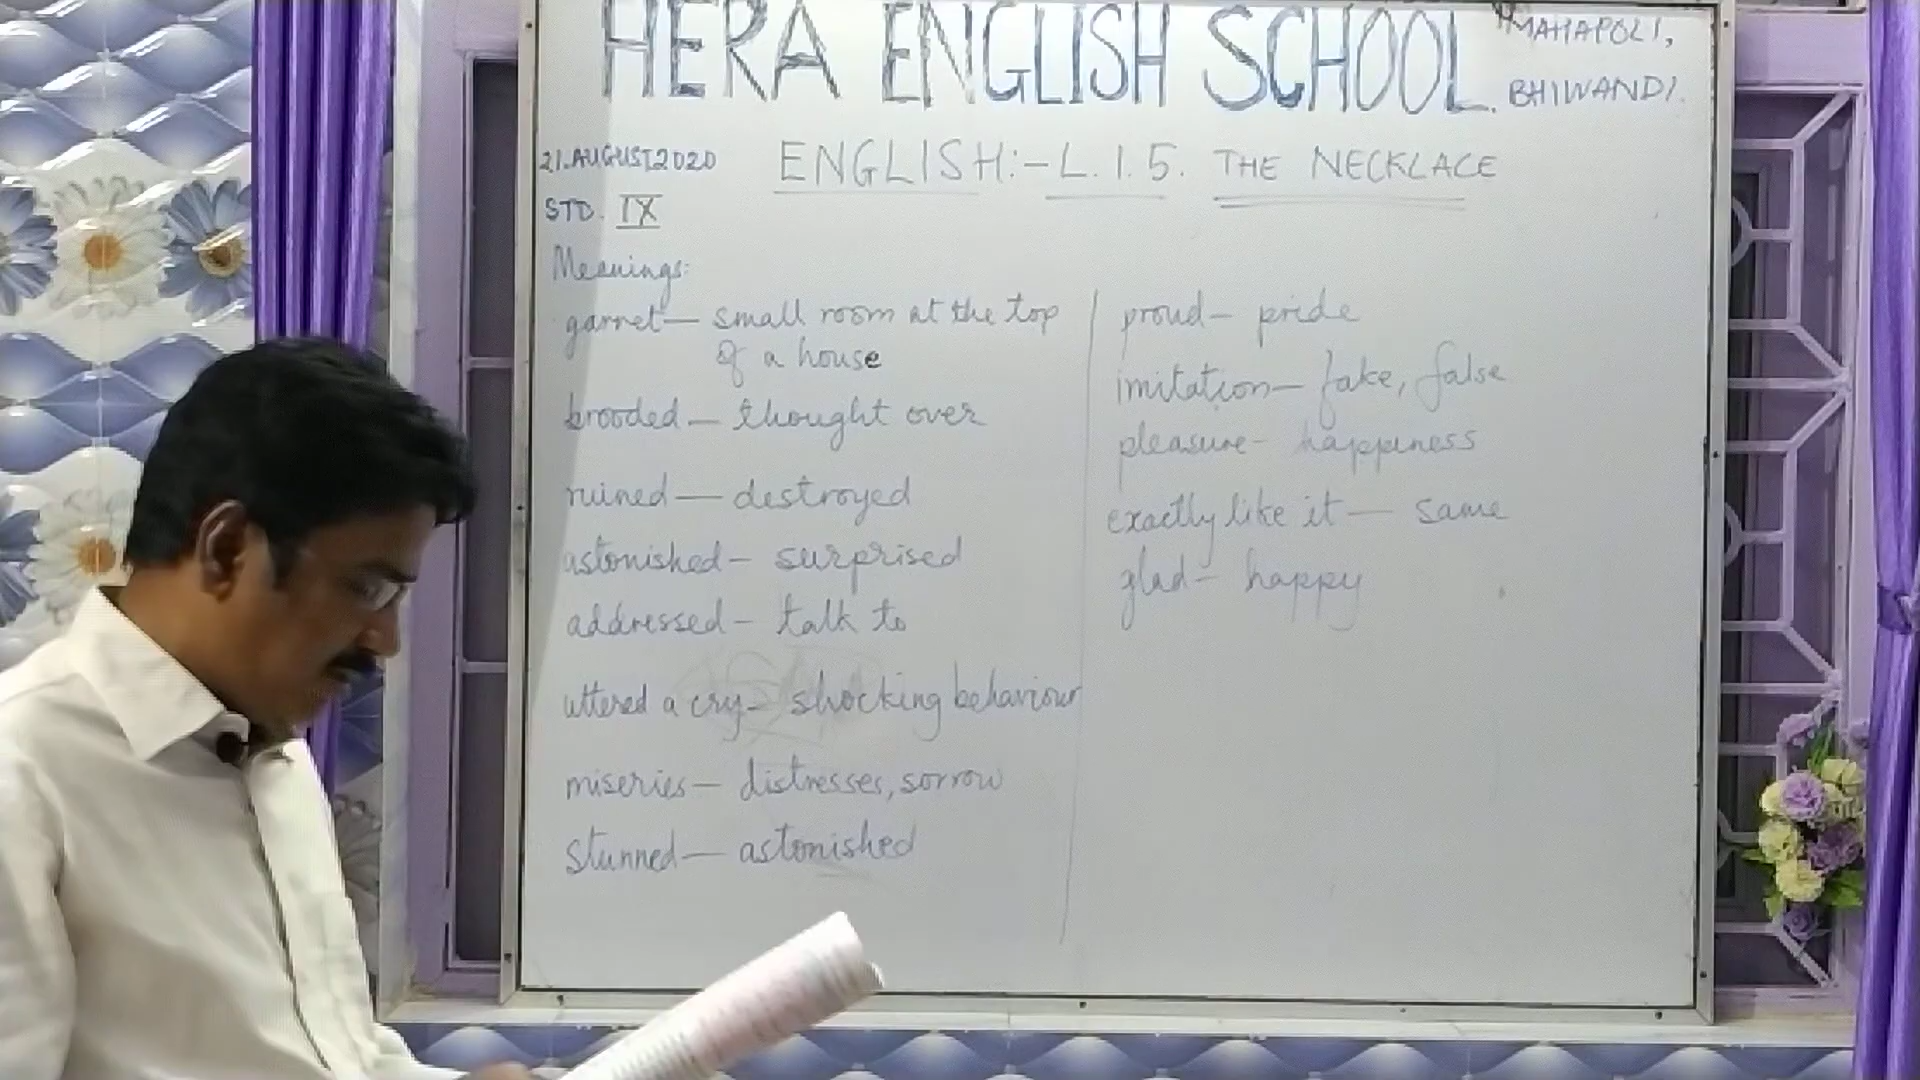 HERA ENGLISH SCHOOL.
MAHAPOLI,
BHIWANDI.
21.AUGUST,2020
ENGLISH:-L.1.5. THE NECKLACE
STD. IX
Meanings:
garret— small room at the top
of a house
brooded— thought over
ruined— destroyed
astonished- surprised
addressed- talk to
uttered a cry- shocking behaviour
miseries— distresses, sorrow
stunned— astonished
proud- pride
imitation- fake, false
pleasure- happiness
exactly like it— same
glad- happy